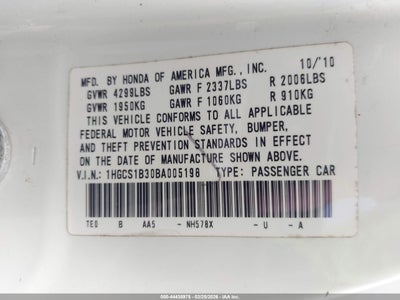 MFD. BY HONDA OF AMERICA MFG., INC. 10/'10
GVWR 4299LBS GAWR F 2337LBS R 2006LBS
GVWR 1950KG GAWR F 1060KG R 910KG
THIS VEHICLE CONFORMS TO ALL APPLICABLE
FEDERAL MOTOR VEHICLE SAFETY, BUMPER,
AND THEFT PREVENTION STANDARDS IN EFFECT
ON THE DATE OF MANUFACTURE SHOWN ABOVE.
V.I.N.: 1HGCS1B30BA005198 TYPE: PASSENGER CAR
TE0 B AA5 - NH578X - U - A